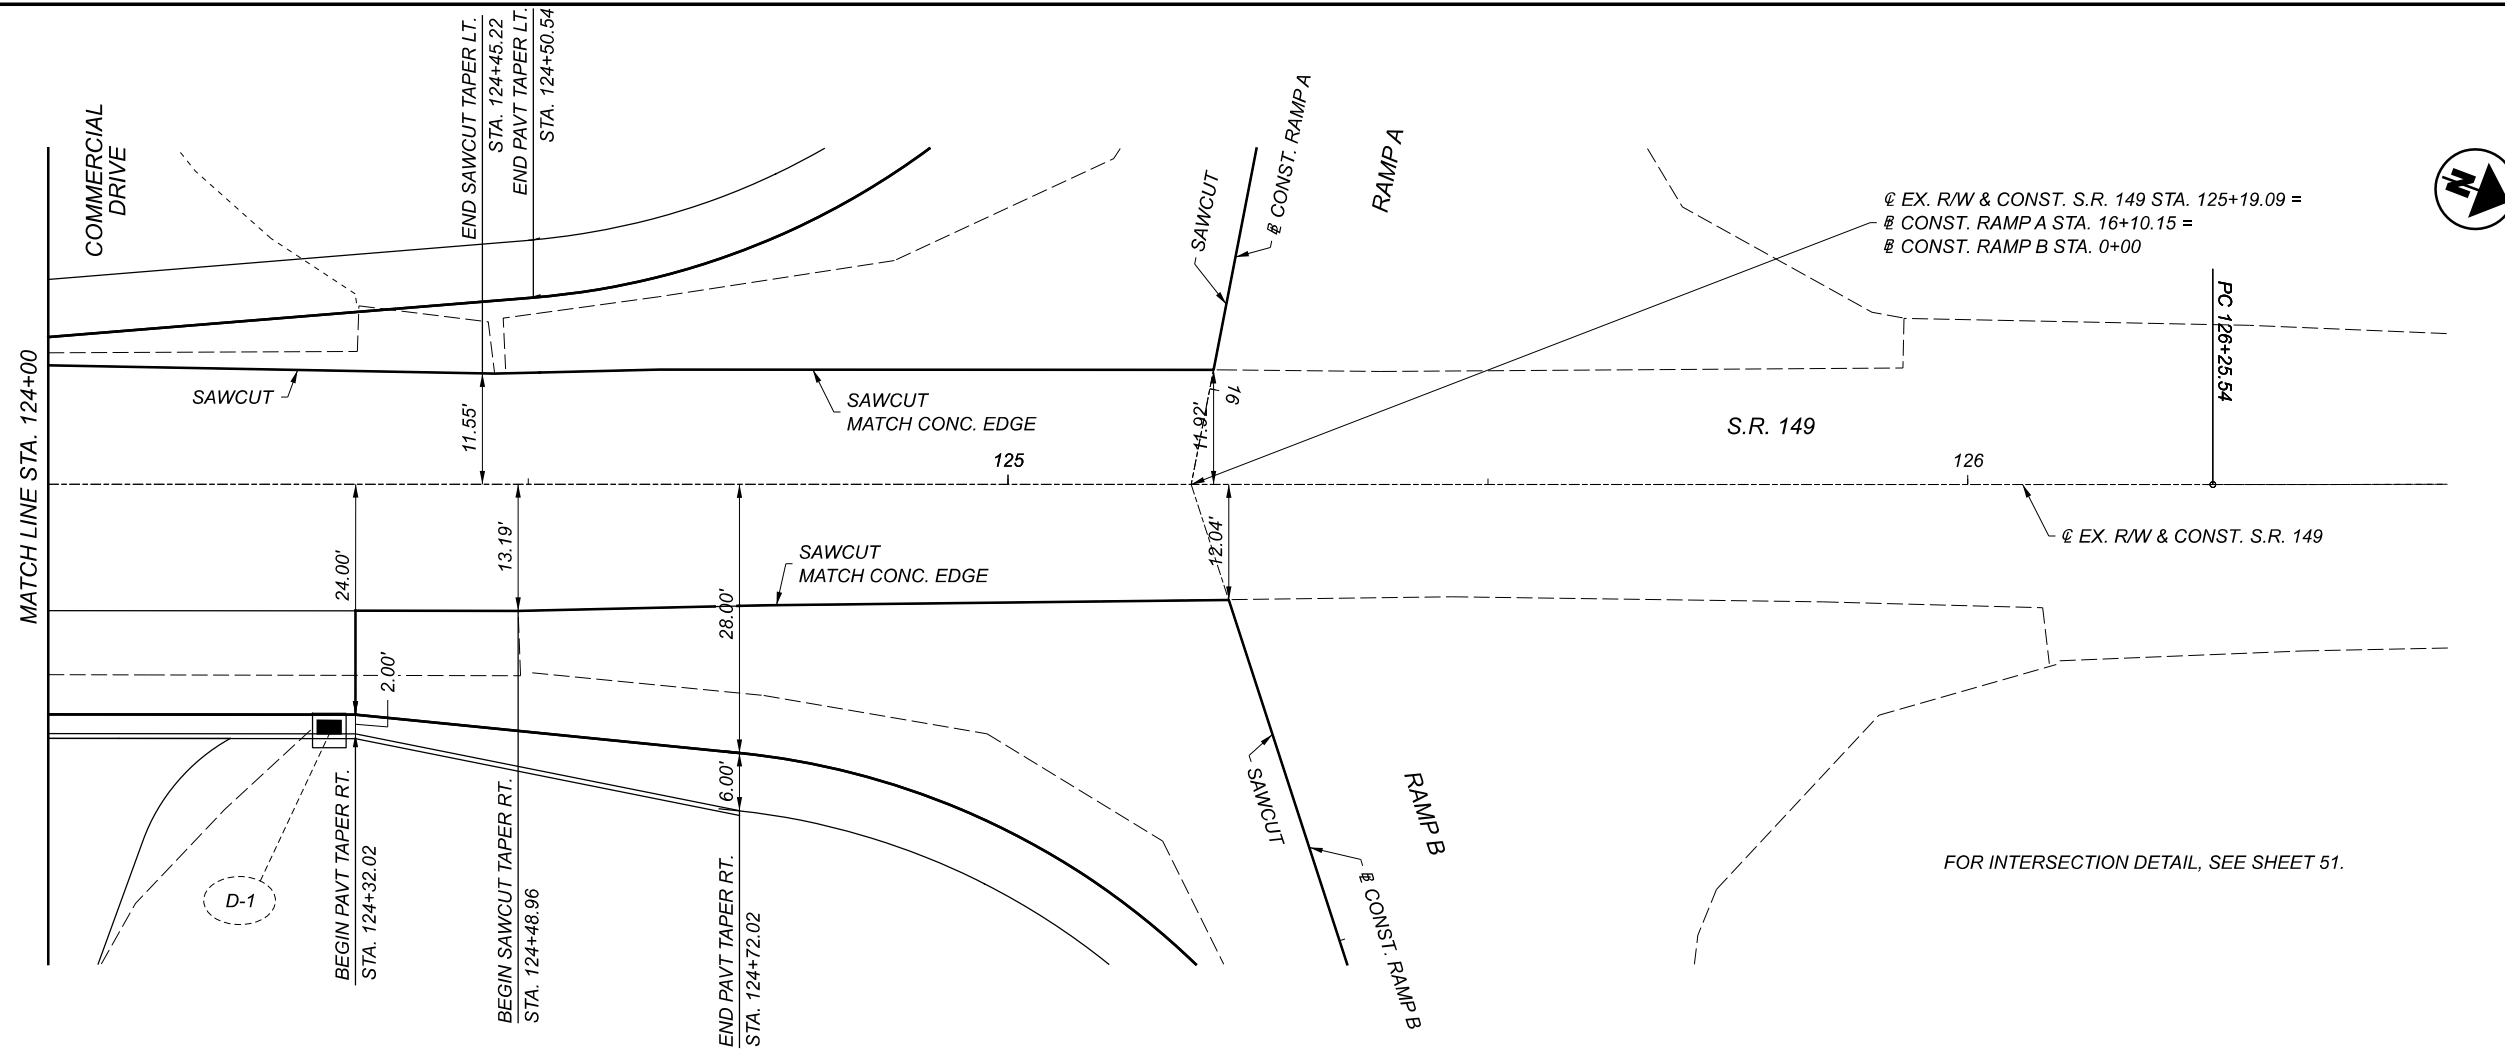 COMMERCIAL
DRIVE
END SAWCUT TAPER LT.
STA. 124+45.22
END PAVT TAPER LT.
STA. 124+50.54
SAWCUT
℄ CONST. RAMP A
RAMP A
℄ EX. R/W & CONST. S.R. 149 STA. 125+19.09 =
℄ CONST. RAMP A STA. 16+10.15 =
℄ CONST. RAMP B STA. 0+00
N
PC 126+25.54
MATCH LINE STA. 124+00
SAWCUT
11.55'
SAWCUT
MATCH CONC. EDGE
11.92'
16
S.R. 149
125
126
24.00'
13.19'
28.00'
12.04'
SAWCUT
MATCH CONC. EDGE
℄ EX. R/W & CONST. S.R. 149
2.00'
6.00'
D-1
BEGIN PAVT TAPER RT.
STA. 124+32.02
BEGIN SAWCUT TAPER RT.
STA. 124+48.96
END PAVT TAPER RT.
STA. 124+72.02
SAWCUT
℄ CONST. RAMP B
RAMP B
FOR INTERSECTION DETAIL, SEE SHEET 51.